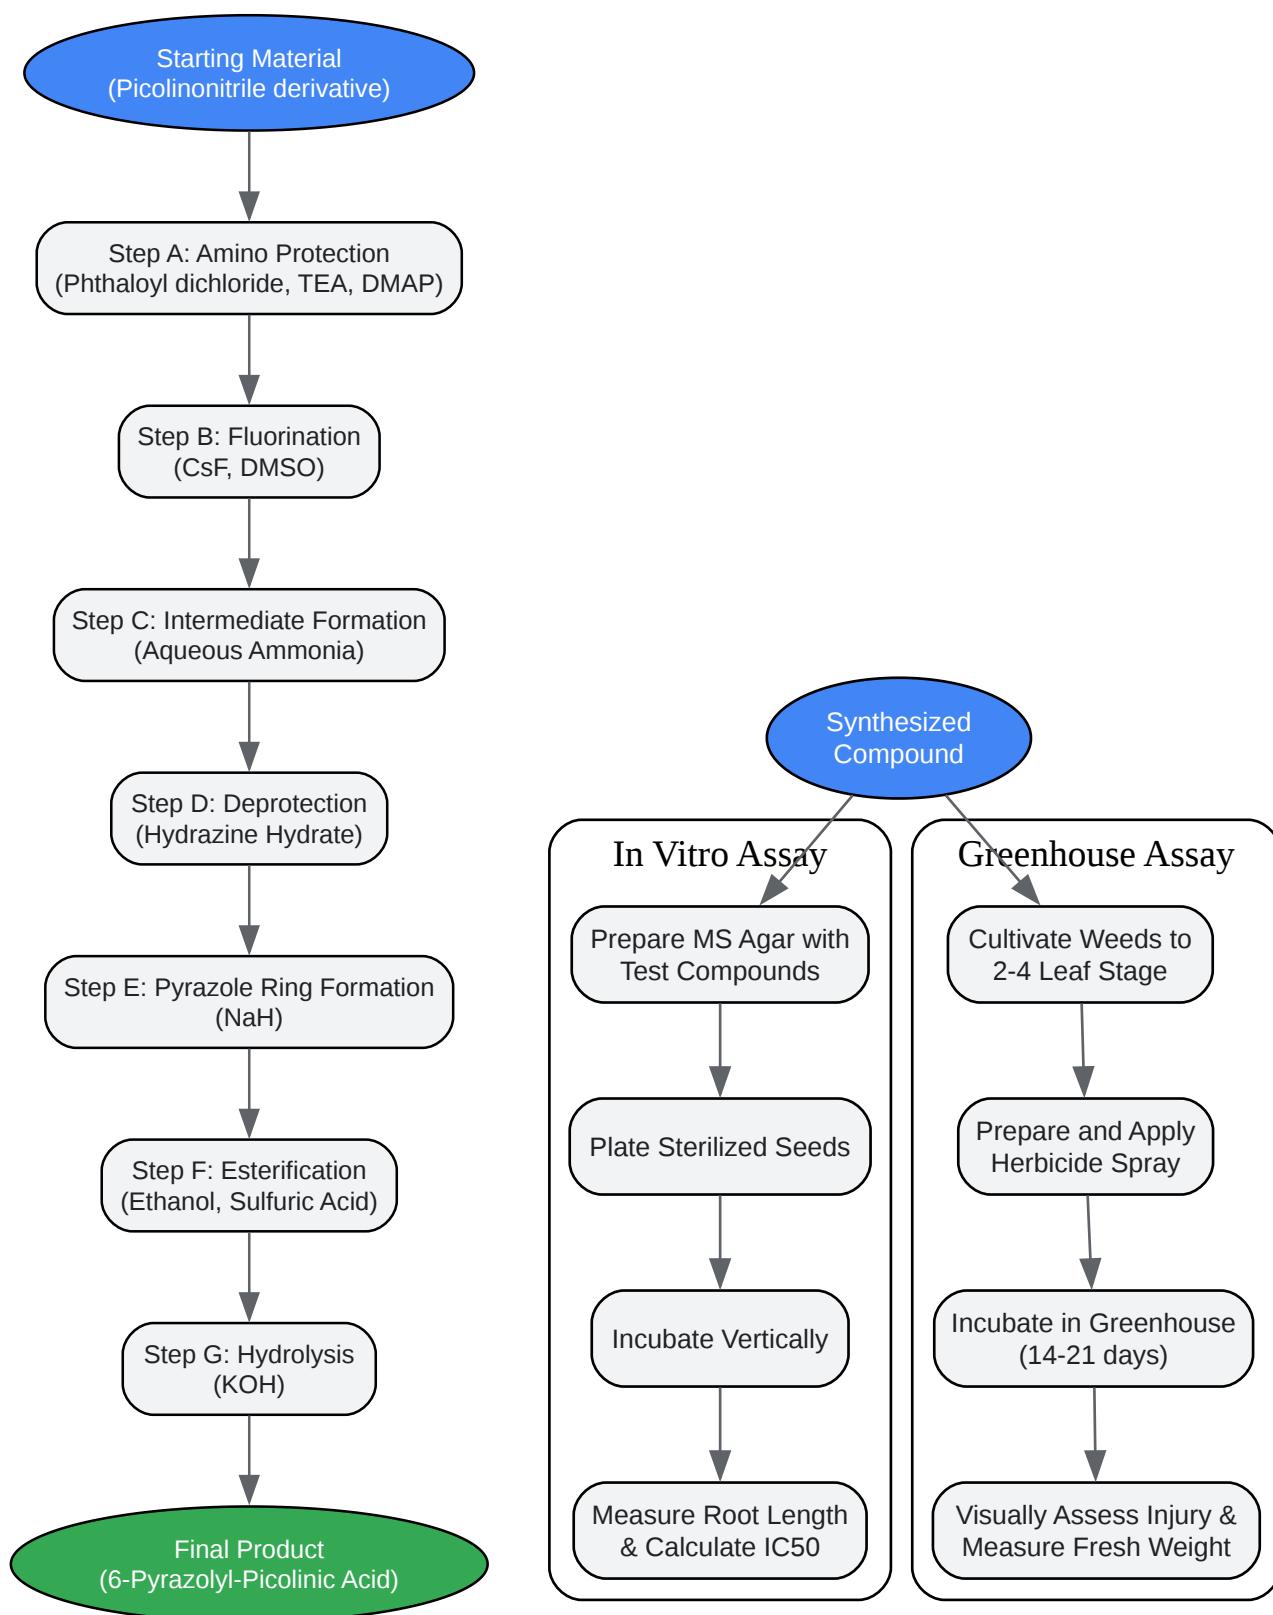 Starting Material
(Picolinonitrile derivative)
Step A: Amino Protection
(Phthaloyl dichloride, TEA, DMAP)
Step B: Fluorination
(CsF, DMSO)
Step C: Intermediate Formation
(Aqueous Ammonia)
Step D: Deprotection
(Hydrazine Hydrate)
Step E: Pyrazole Ring Formation
(NaH)
Step F: Esterification
(Ethanol, Sulfuric Acid)
Step G: Hydrolysis
(KOH)
Final Product
(6-Pyrazolyl-Picolinic Acid)
Synthesized
Compound
In Vitro Assay
Prepare MS Agar with
Test Compounds
Plate Sterilized Seeds
Incubate Vertically
Measure Root Length
& Calculate IC50
Greenhouse Assay
Cultivate Weeds to
2-4 Leaf Stage
Prepare and Apply
Herbicide Spray
Incubate in Greenhouse
(14-21 days)
Visually Assess Injury &
Measure Fresh Weight